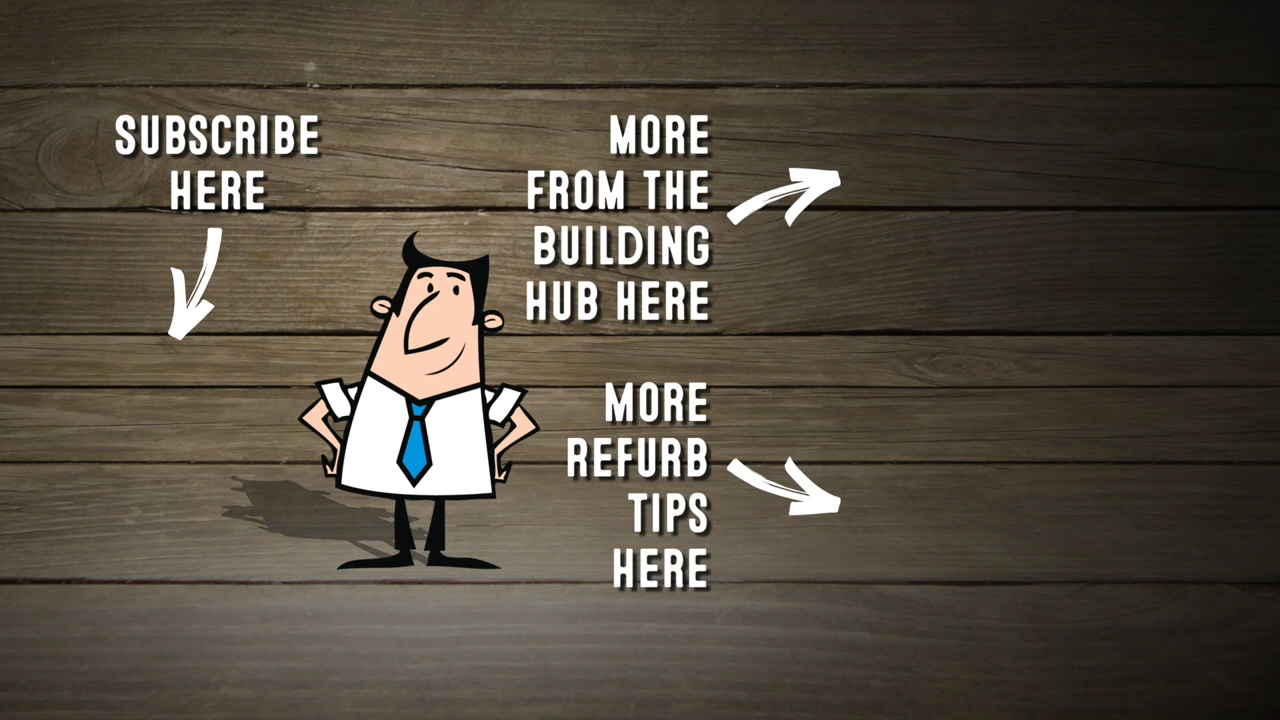 SUBSCRIBE
HERE
MORE
FROM THE
BUILDING
HUB HERE
MORE
REFURB
TIPS
HERE